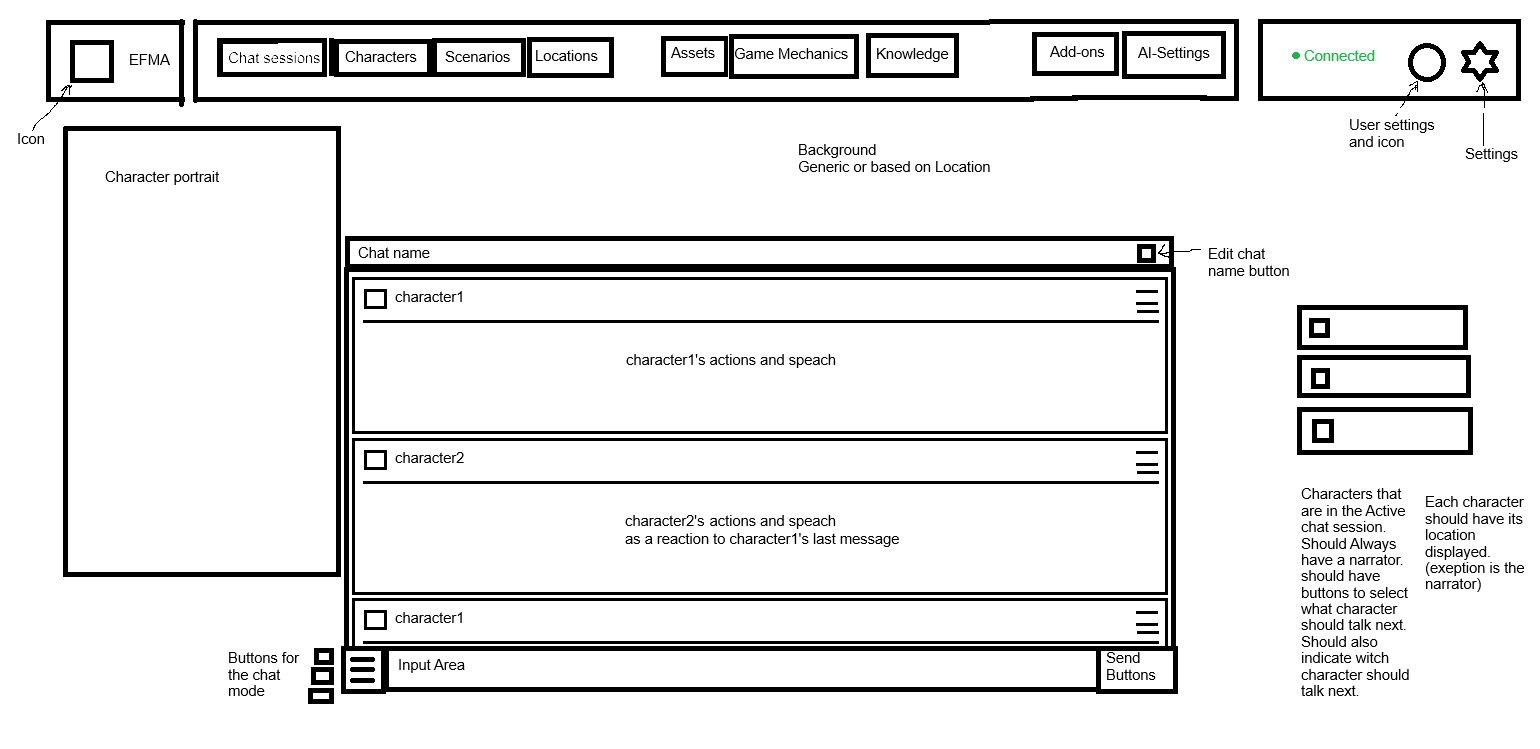 EFMA
Chat sessions
Characters
Scenarios
Locations
Assets
Game Mechanics
Knowledge
Add-ons
AI-Settings
Connected
Icon
User settings
and icon
Settings
Character portrait
Background
Generic or based on Location
Chat name
Edit chat
name button
character1
character1's actions and speach
character2
character2's actions and speach
as a reaction to character1's last message
character1
Buttons for
the chat
mode
Input Area
Send
Buttons
Characters that
are in the Active
chat session.
Should Always
have a narrator.
should have
buttons to select
what character
should talk next.
Should also
indicate witch
character should
talk next.
Each character
should have its
location
displayed.
(exeption is the
narrator)